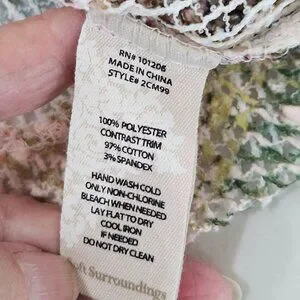 RN# 101206
MADE IN CHINA
STYLE# 2CM99
100% POLYESTER
CONTRAST TRIM
97% COTTON
3% SPANDEX
HAND WASH COLD
ONLY NON-CHLORINE
BLEACH WHEN NEEDED
LAY FLAT TO DRY
COOL IRON
IF NEEDED
DO NOT DRY CLEAN
ft Surroundings